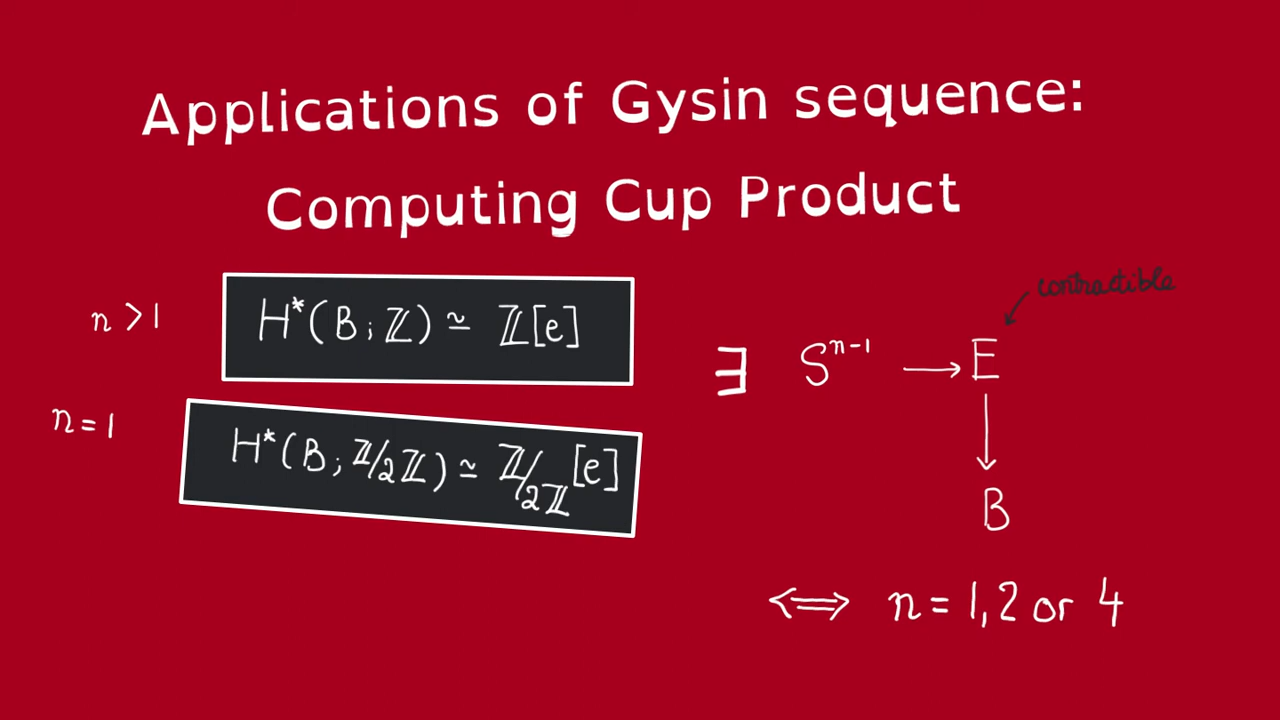 Applications of Gysin sequence:
Computing Cup Product
n > 1
H*(B; ℤ) ≃ ℤ[e]
n = 1
H*(B; ℤ/2ℤ) ≃ ℤ/2ℤ[e]
contractible
∃ Sⁿ⁻¹ → E
↓
B
⟺ n = 1, 2 or 4